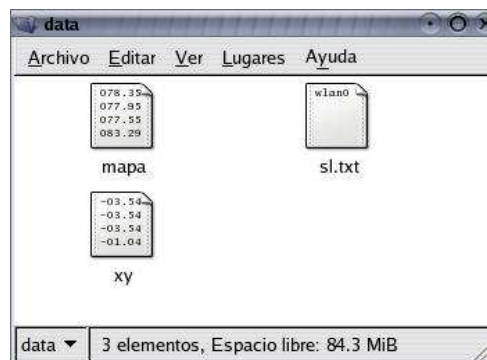 data
Archivo Editar Ver Lugares Ayuda
078.35
077.95
077.55
083.29
mapa
wlan0
sl.txt
-03.54
-03.54
-03.54
-01.04
xy
data 3 elementos, Espacio libre: 84.3 MiB